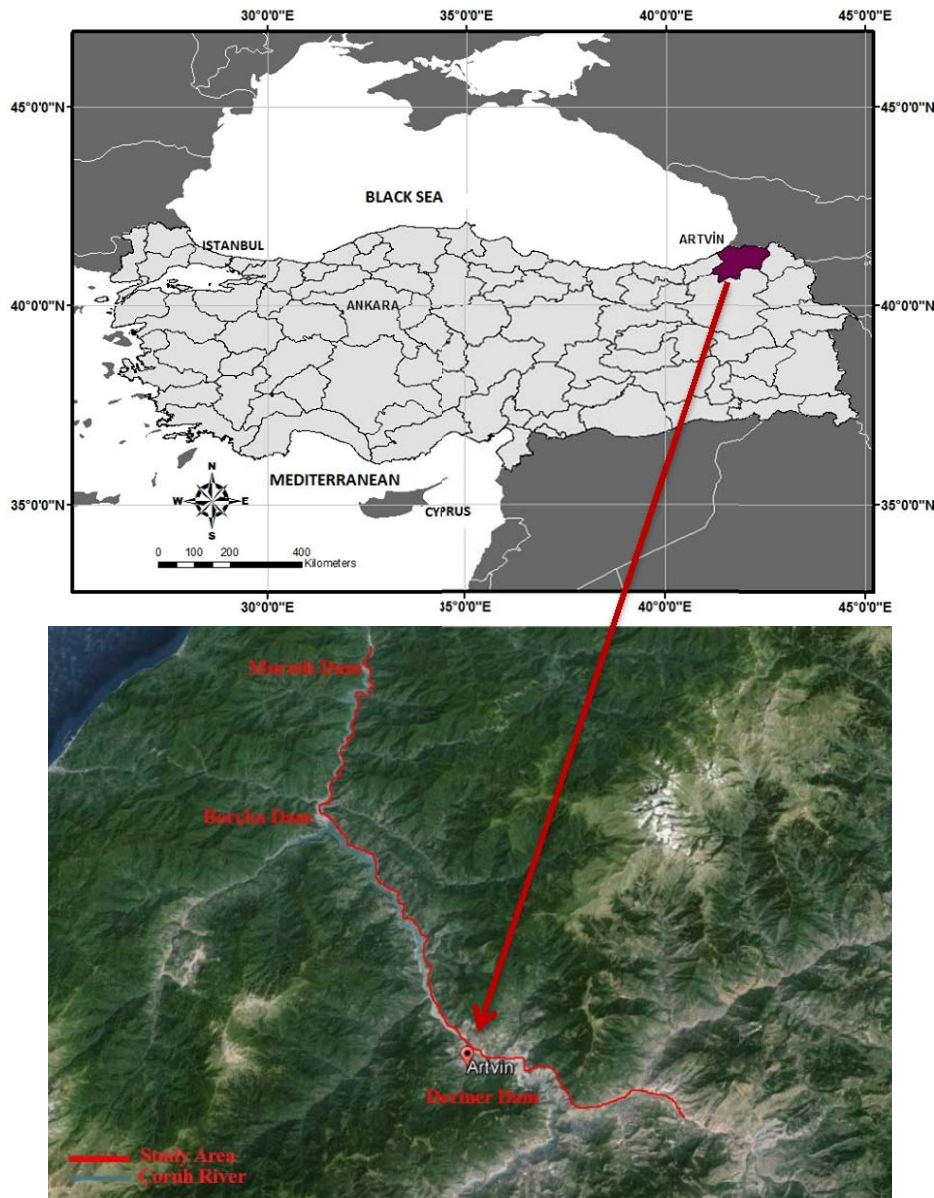 30°0'0"E 35°0'0"E 40°0'0"E 45°0'0"E
45°0'0"N 45°0'0"N
BLACK SEA
ISTANBUL
ARTVİN
40°0'0"N 40°0'0"N
ANKARA
MEDITERRANEAN
N
W E
S
CYPRUS
35°0'0"N 35°0'0"N
0 100 200 400
Kilometers
30°0'0"E 35°0'0"E 40°0'0"E 45°0'0"E
Muratlı Dam
Borçka Dam
Artvin
Deriner Dam
Study Area
Çoruh River